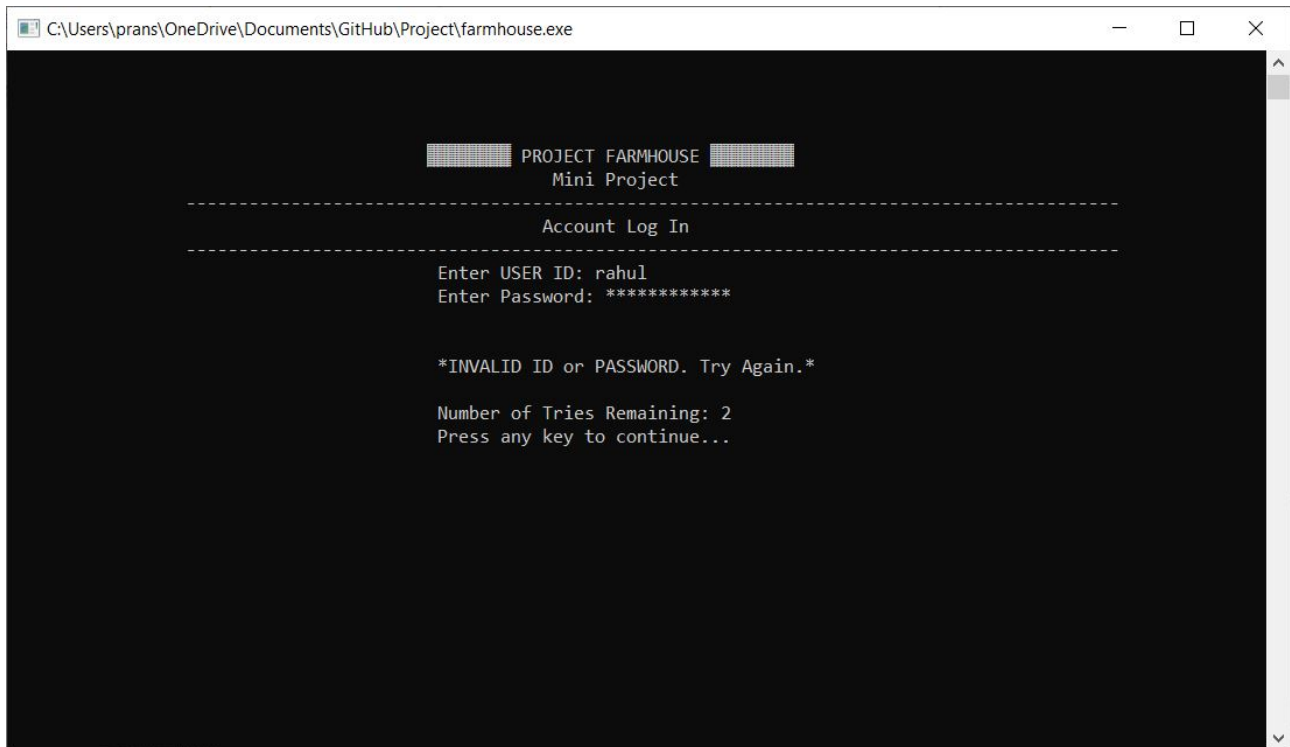 C:\Users\prans\OneDrive\Documents\GitHub\Project\farmhouse.exe
PROJECT FARMHOUSE
Mini Project
----------------------------------------------------------------------------------------
Account Log In
----------------------------------------------------------------------------------------
Enter USER ID: rahul
Enter Password: ************
*INVALID ID or PASSWORD. Try Again.*
Number of Tries Remaining: 2
Press any key to continue...